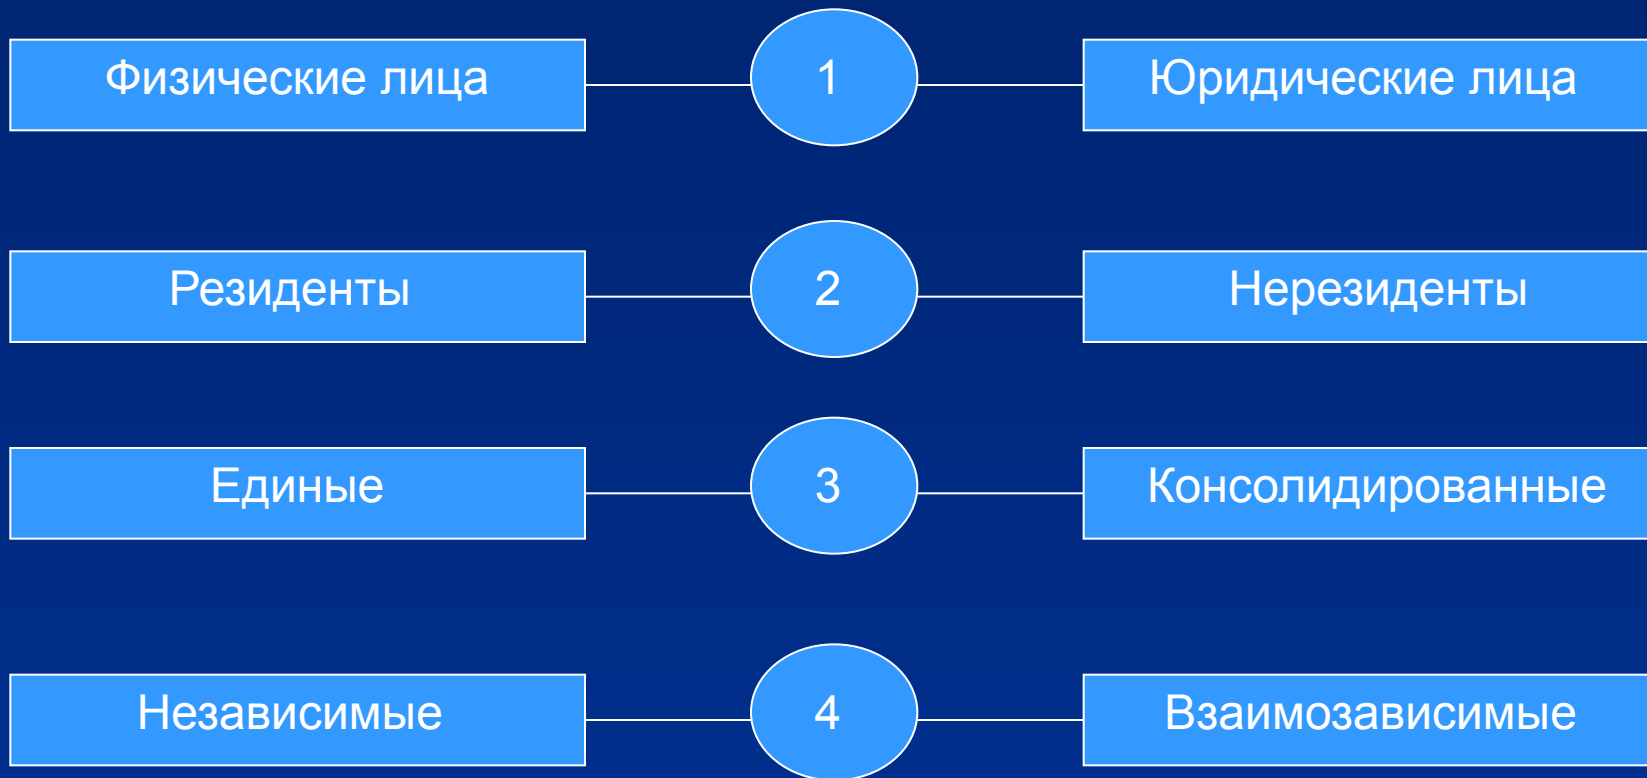 Физические лица
1
Юридические лица
Резиденты
2
Нерезиденты
Единые
3
Консолидированные
Независимые
4
Взаимозависимые